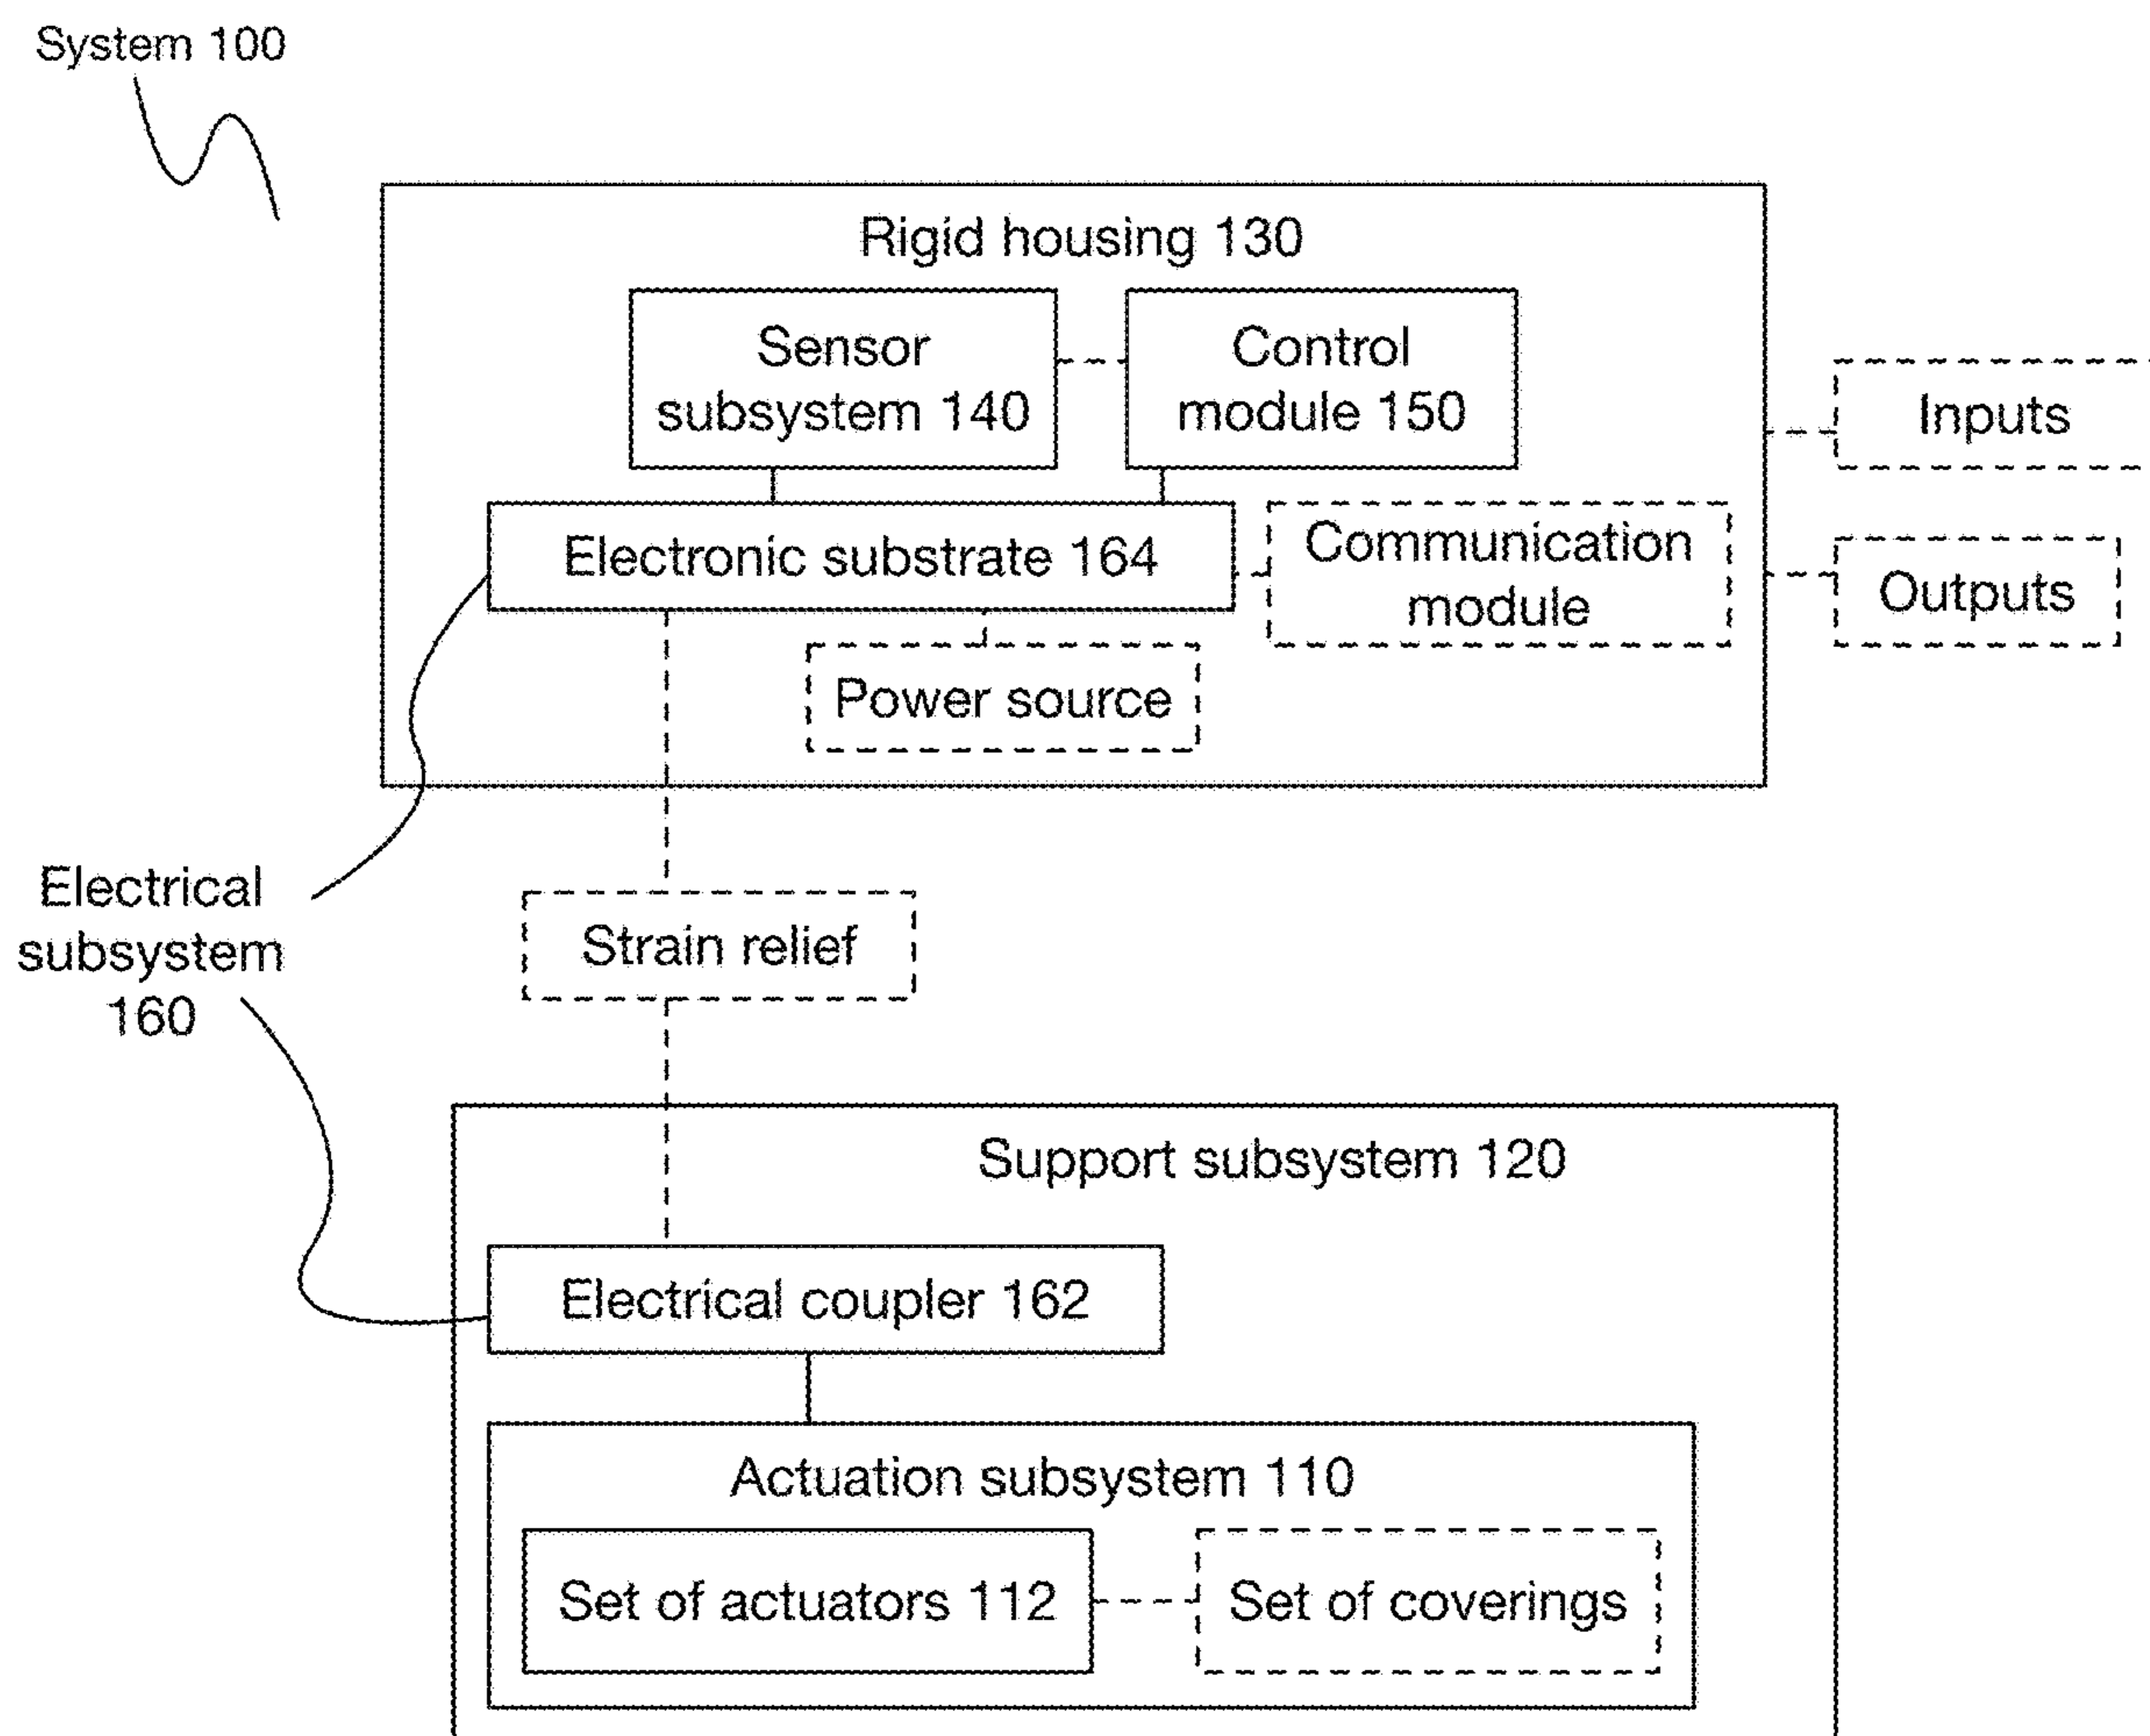 System 100
Rigid housing 130
Sensor
subsystem 140
Control
module 150
Inputs
Electronic substrate 164
Communication
module
Outputs
Power source
Electrical
subsystem
160
Strain relief
Support subsystem 120
Electrical coupler 162
Actuation subsystem 110
Set of actuators 112
Set of coverings